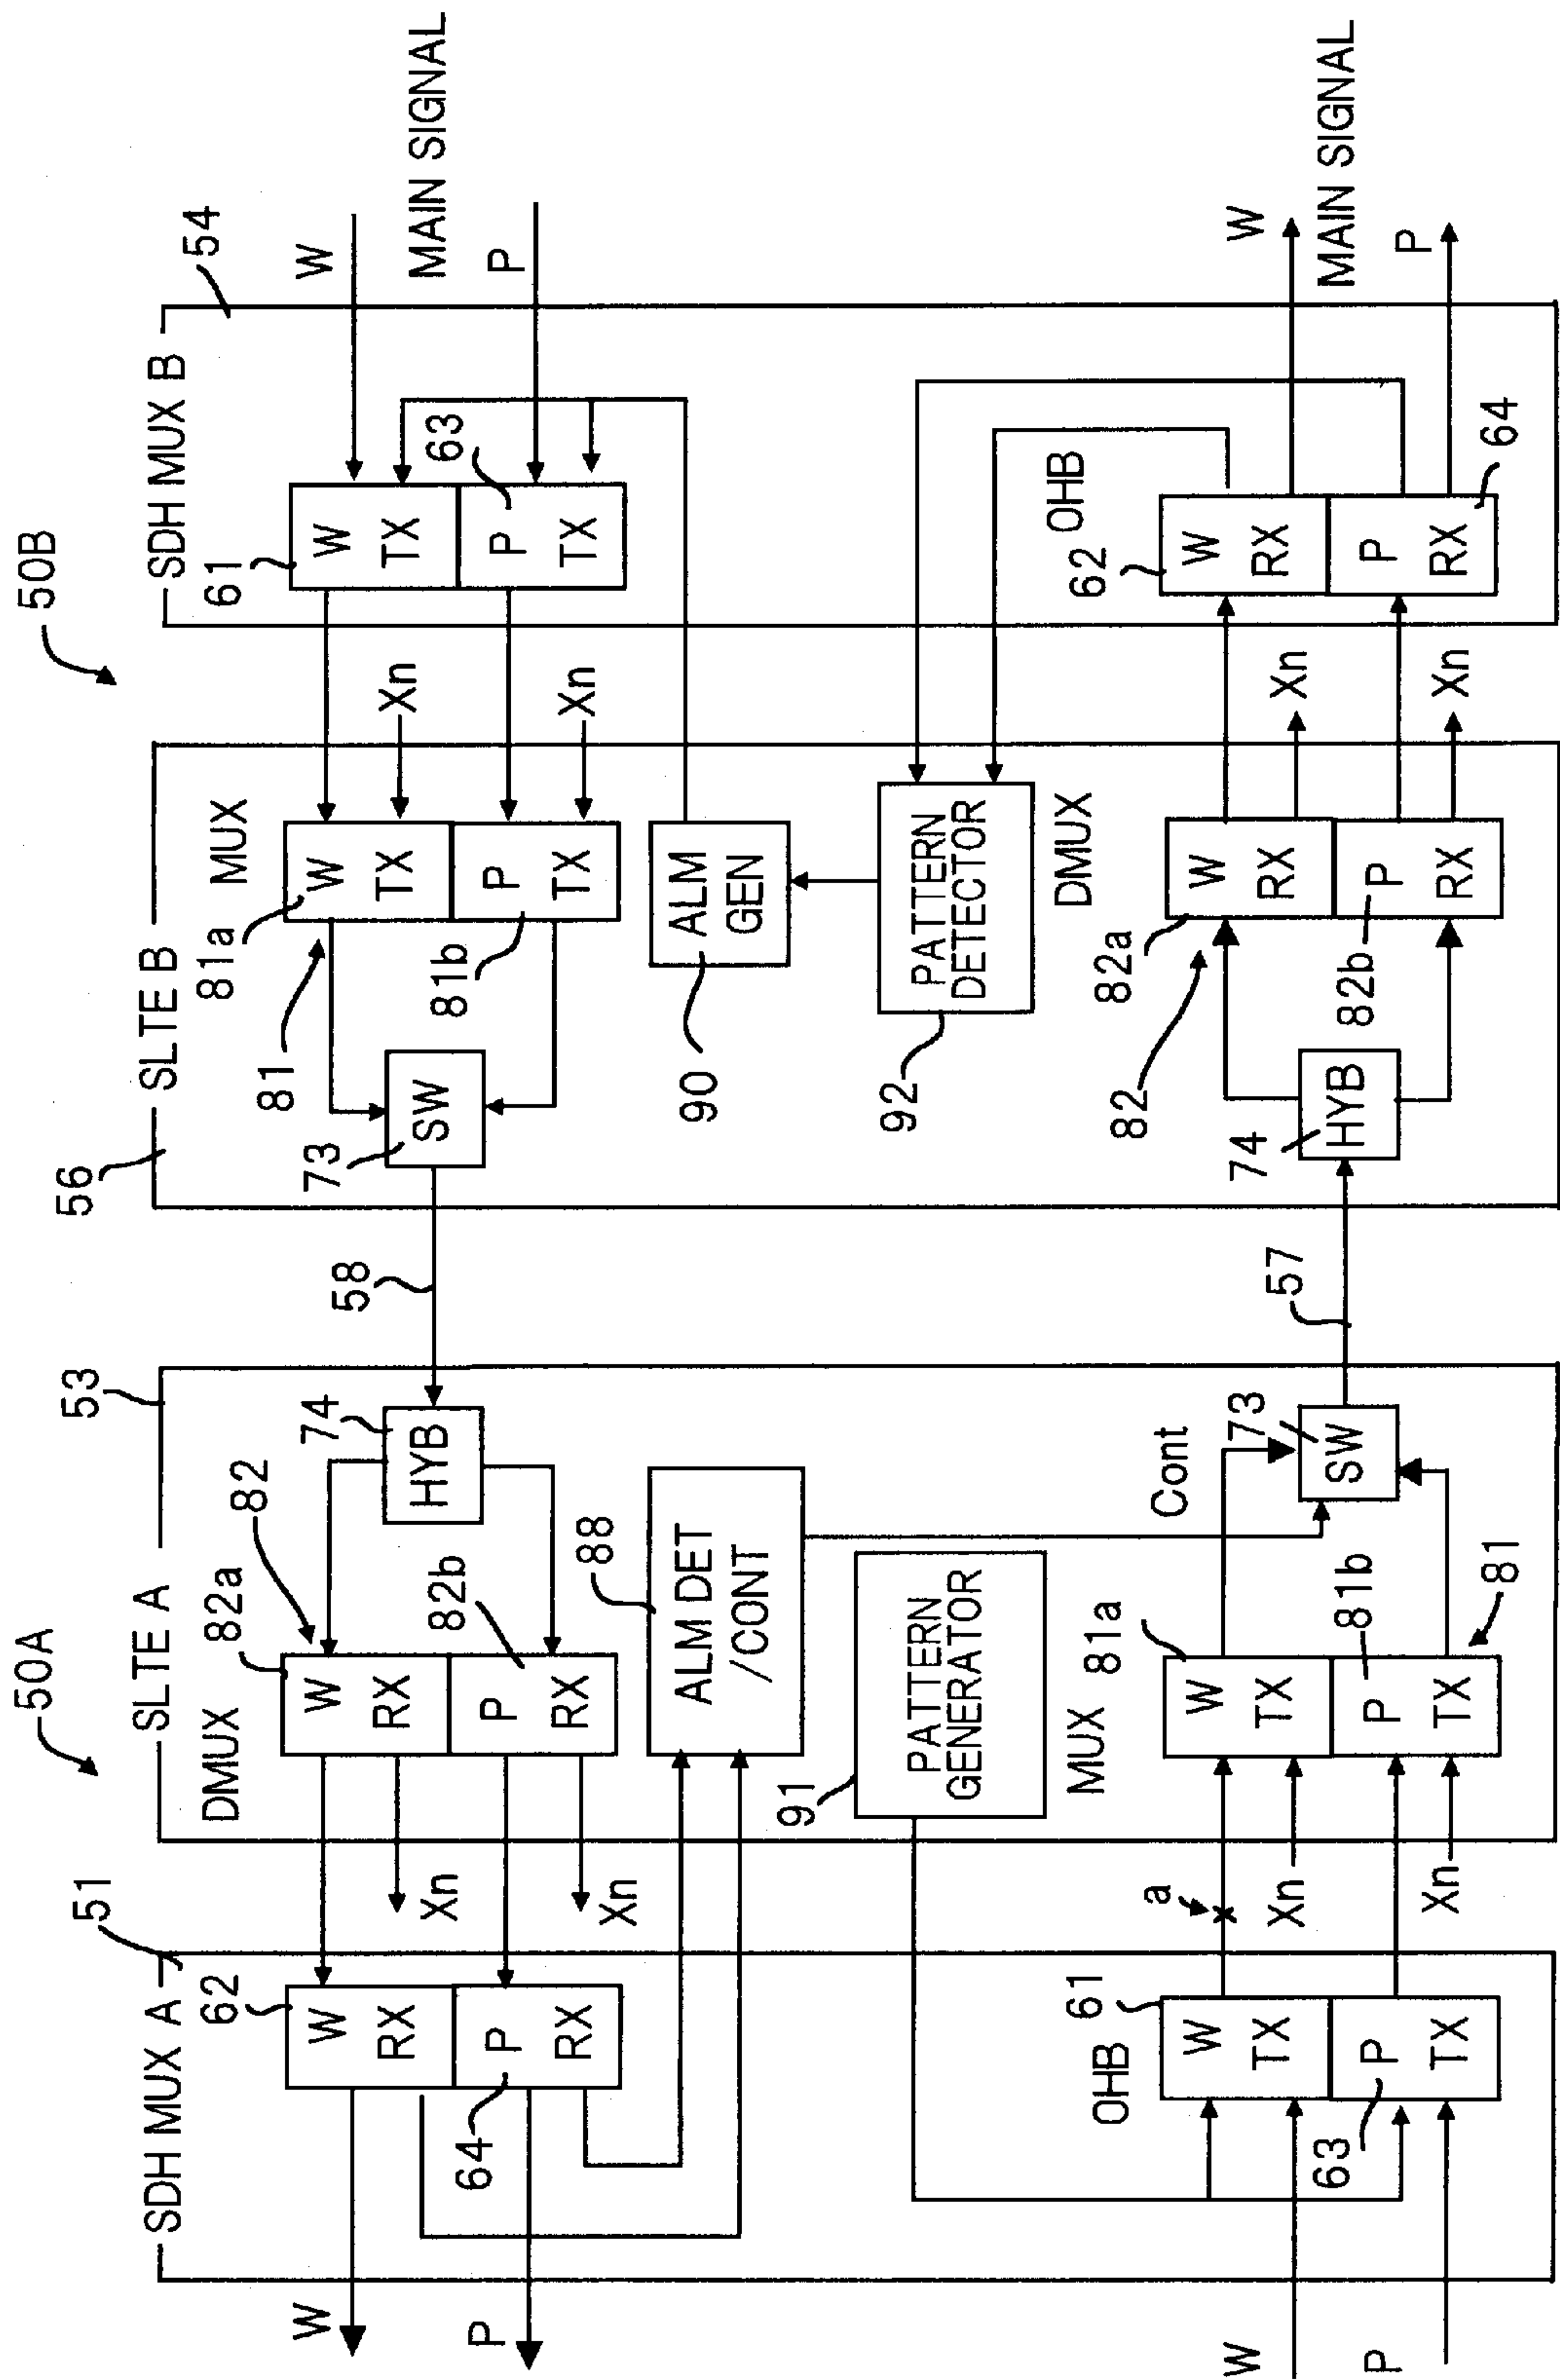 50A
50B
SDH MUX A
51
SLTE A
53
56
SLTE B
SDH MUX B
54
W
P
62
W
RX
P
RX
64
Xn
Xn
DMUX
82a
82
W
RX
P
RX
82b
74
HYB
58
73
SW
81
81a
MUX
W
TX
P
TX
81b
Xn
Xn
61
W
TX
P
TX
63
W
P
MAIN SIGNAL
88
ALM DET
/CONT
91
PATTERN
GENERATOR
90
ALM
GEN
92
PATTERN
DETECTOR
W
P
OHB
61
W
TX
P
TX
63
a
Xn
Xn
MUX
81a
W
TX
P
TX
81b
81
Cont
73
SW
57
74
HYB
82
82a
DMUX
W
RX
P
RX
82b
Xn
Xn
OHB
62
W
RX
P
RX
64
W
P
MAIN SIGNAL